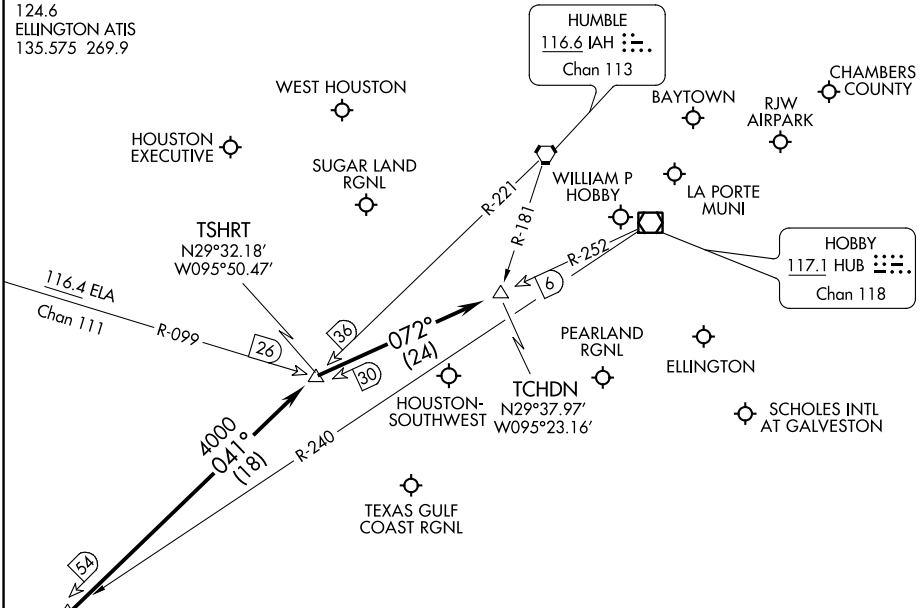 124.6
ELLINGTON ATIS
135.575 269.9
HUMBLE
116.6 IAH
Chan 113
WEST HOUSTON
BAYTOWN
CHAMBERS
COUNTY
RJW
AIRPARK
HOUSTON
EXECUTIVE
SUGAR LAND
RGNL
WILLIAM P
HOBBY
LA PORTE
MUNI
R-221
R-181
TSHRT
N29°32.18'
W095°50.47'
R-252
HOBBY
117.1 HUB
Chan 118
116.4 ELA
Chan 111
R-099
6
26
36
072°
(24)
30
PEARLAND
RGNL
ELLINGTON
TCHDN
N29°37.97'
W095°23.16'
HOUSTON-
SOUTHWEST
SCHOLES INTL
AT GALVESTON
4000
041°
(18)
R-240
TEXAS GULF
COAST RGNL
54